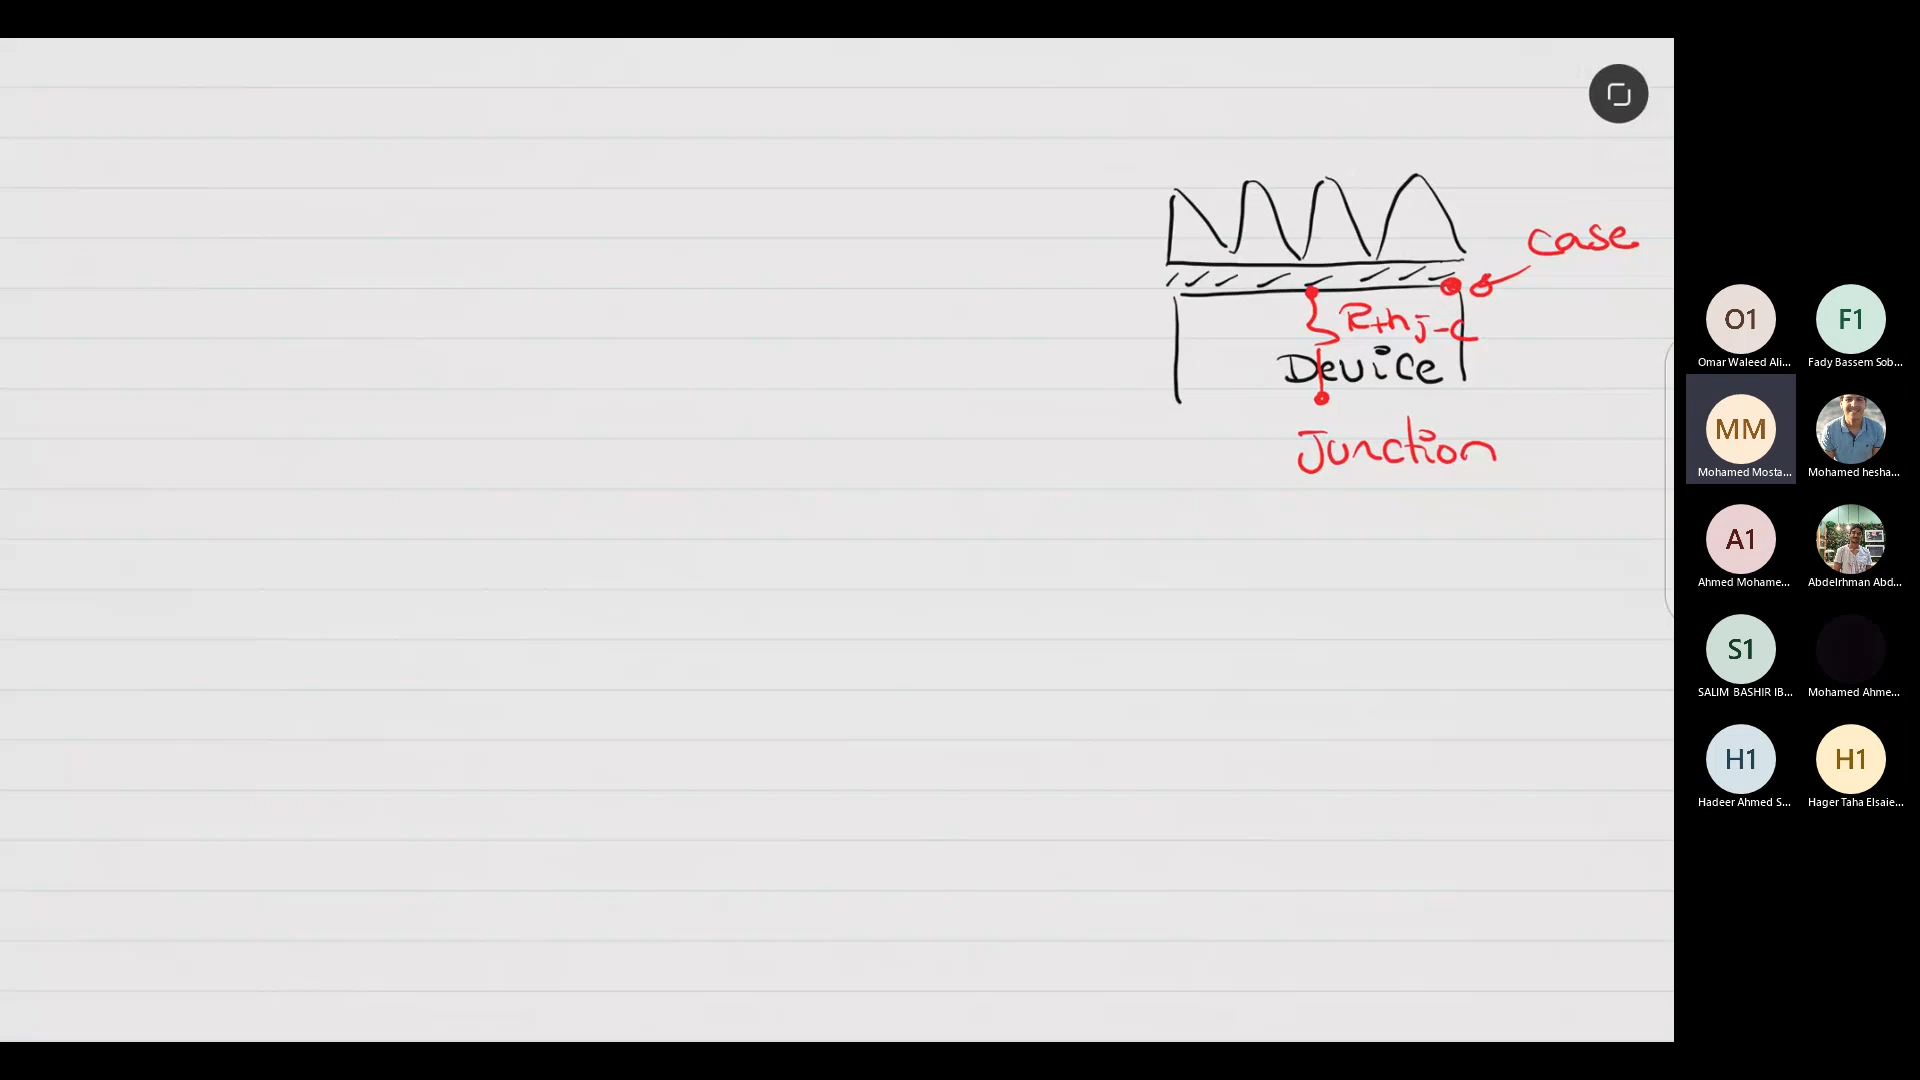 case
Rth j-c
Device
Junction
O1
F1
Omar Waleed Ali...
Fady Bassem Sob...
MM
Mohamed Mosta...
Mohamed hesha...
A1
Ahmed Mohame...
Abdelrhman Abd...
S1
SALIM BASHIR IB...
Mohamed Ahme...
H1
H1
Hadeer Ahmed S...
Hager Taha Elsaie...